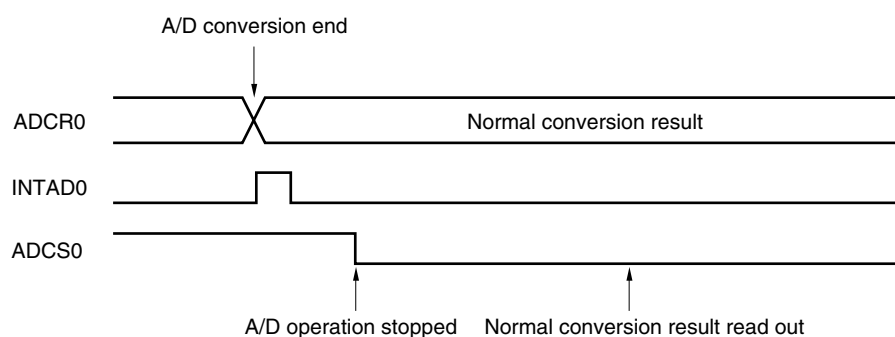 A/D conversion end
ADCR0
Normal conversion result
INTAD0
ADCS0
A/D operation stopped
Normal conversion result read out